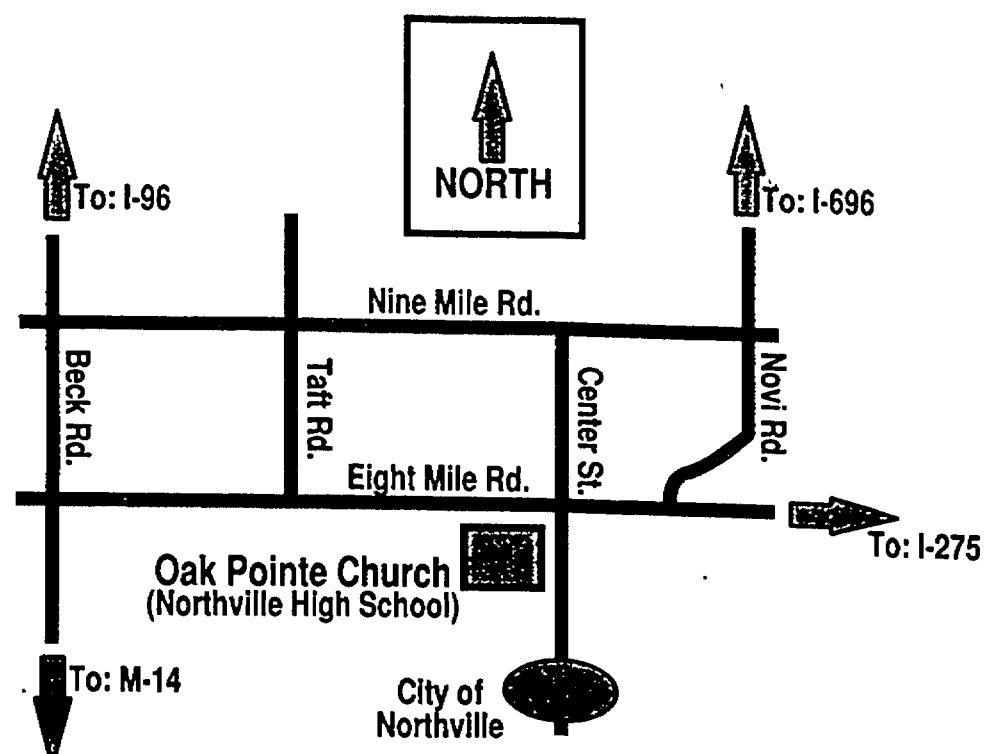 NORTH
To: I-96
To: I-696
Nine Mile Rd.
Beck Rd.
Taft Rd.
Center St.
Novi Rd.
Eight Mile Rd.
To: I-275
Oak Pointe Church
(Northville High School)
To: M-14
City of
Northville